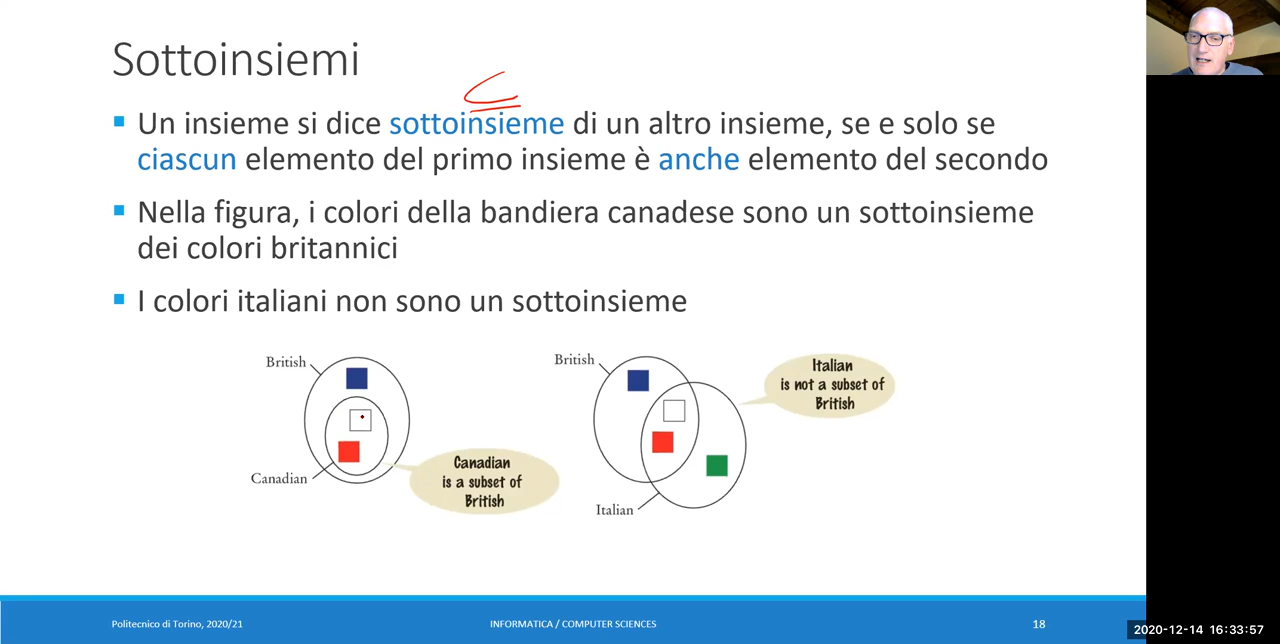 Sottoinsiemi
Un insieme si dice sottoinsieme di un altro insieme, se e solo se
ciascun elemento del primo insieme è anche elemento del secondo
Nella figura, i colori della bandiera canadese sono un sottoinsieme
dei colori britannici
I colori italiani non sono un sottoinsieme
British
Canadian
Canadian
is a subset of
British
British
Italian
Italian
is not a subset of
British
Politecnico di Torino, 2020/21
INFORMATICA / COMPUTER SCIENCES
18
2020-12-14 16:33:57